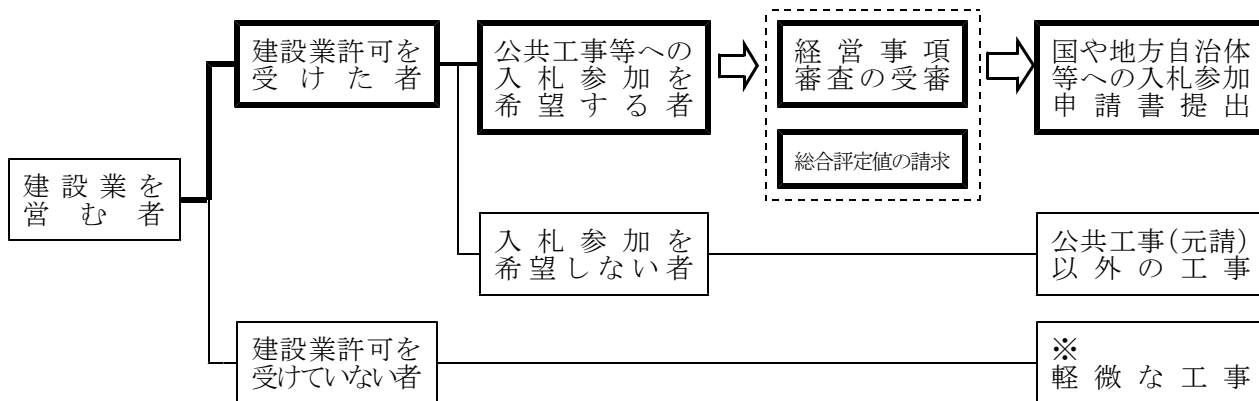 建設業を
営む者
建設業許可を
受けた者
公共工事等への
入札参加を
希望する者
経営事項
審査の受審
総合評定値の請求
国や地方自治体
等への入札参加
申請書提出
入札参加を
希望しない者
公共工事(元請)
以外の工事
建設業許可を
受けていない者
※
軽微な工事